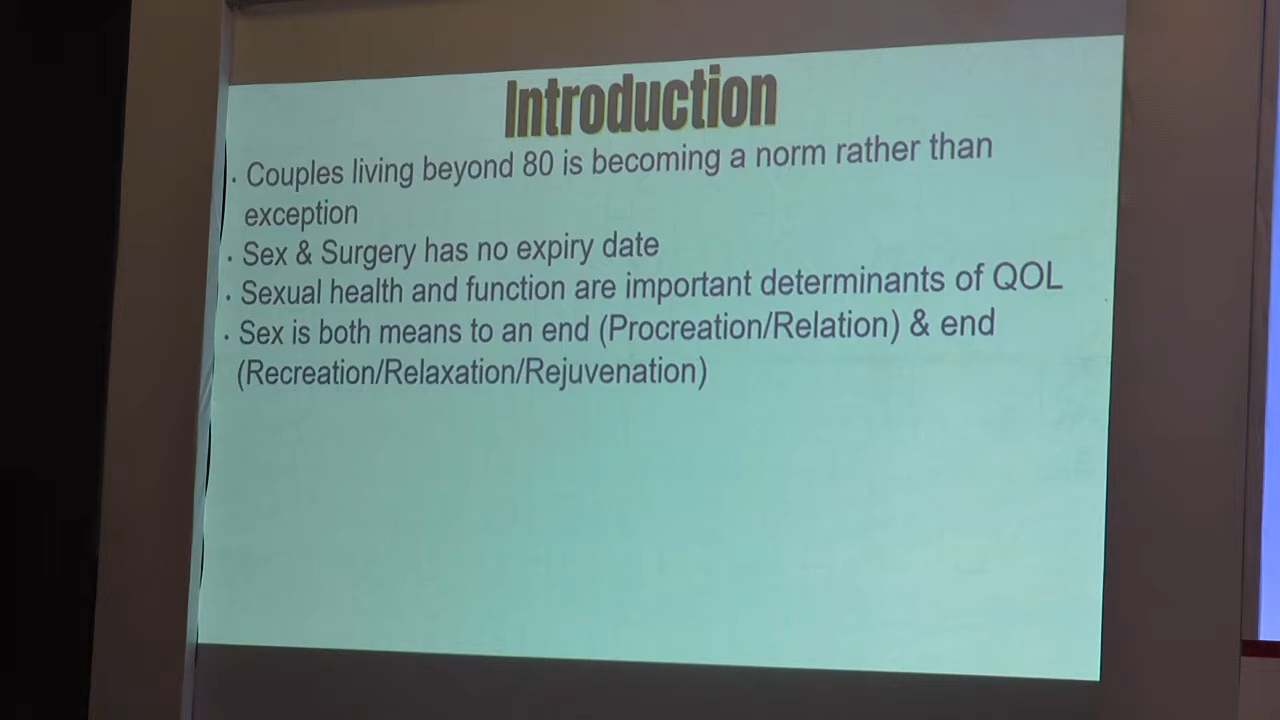 Introduction
· Couples living beyond 80 is becoming a norm rather than
exception
· Sex & Surgery has no expiry date
· Sexual health and function are important determinants of QOL
· Sex is both means to an end (Procreation/Relation) & end
(Recreation/Relaxation/Rejuvenation)